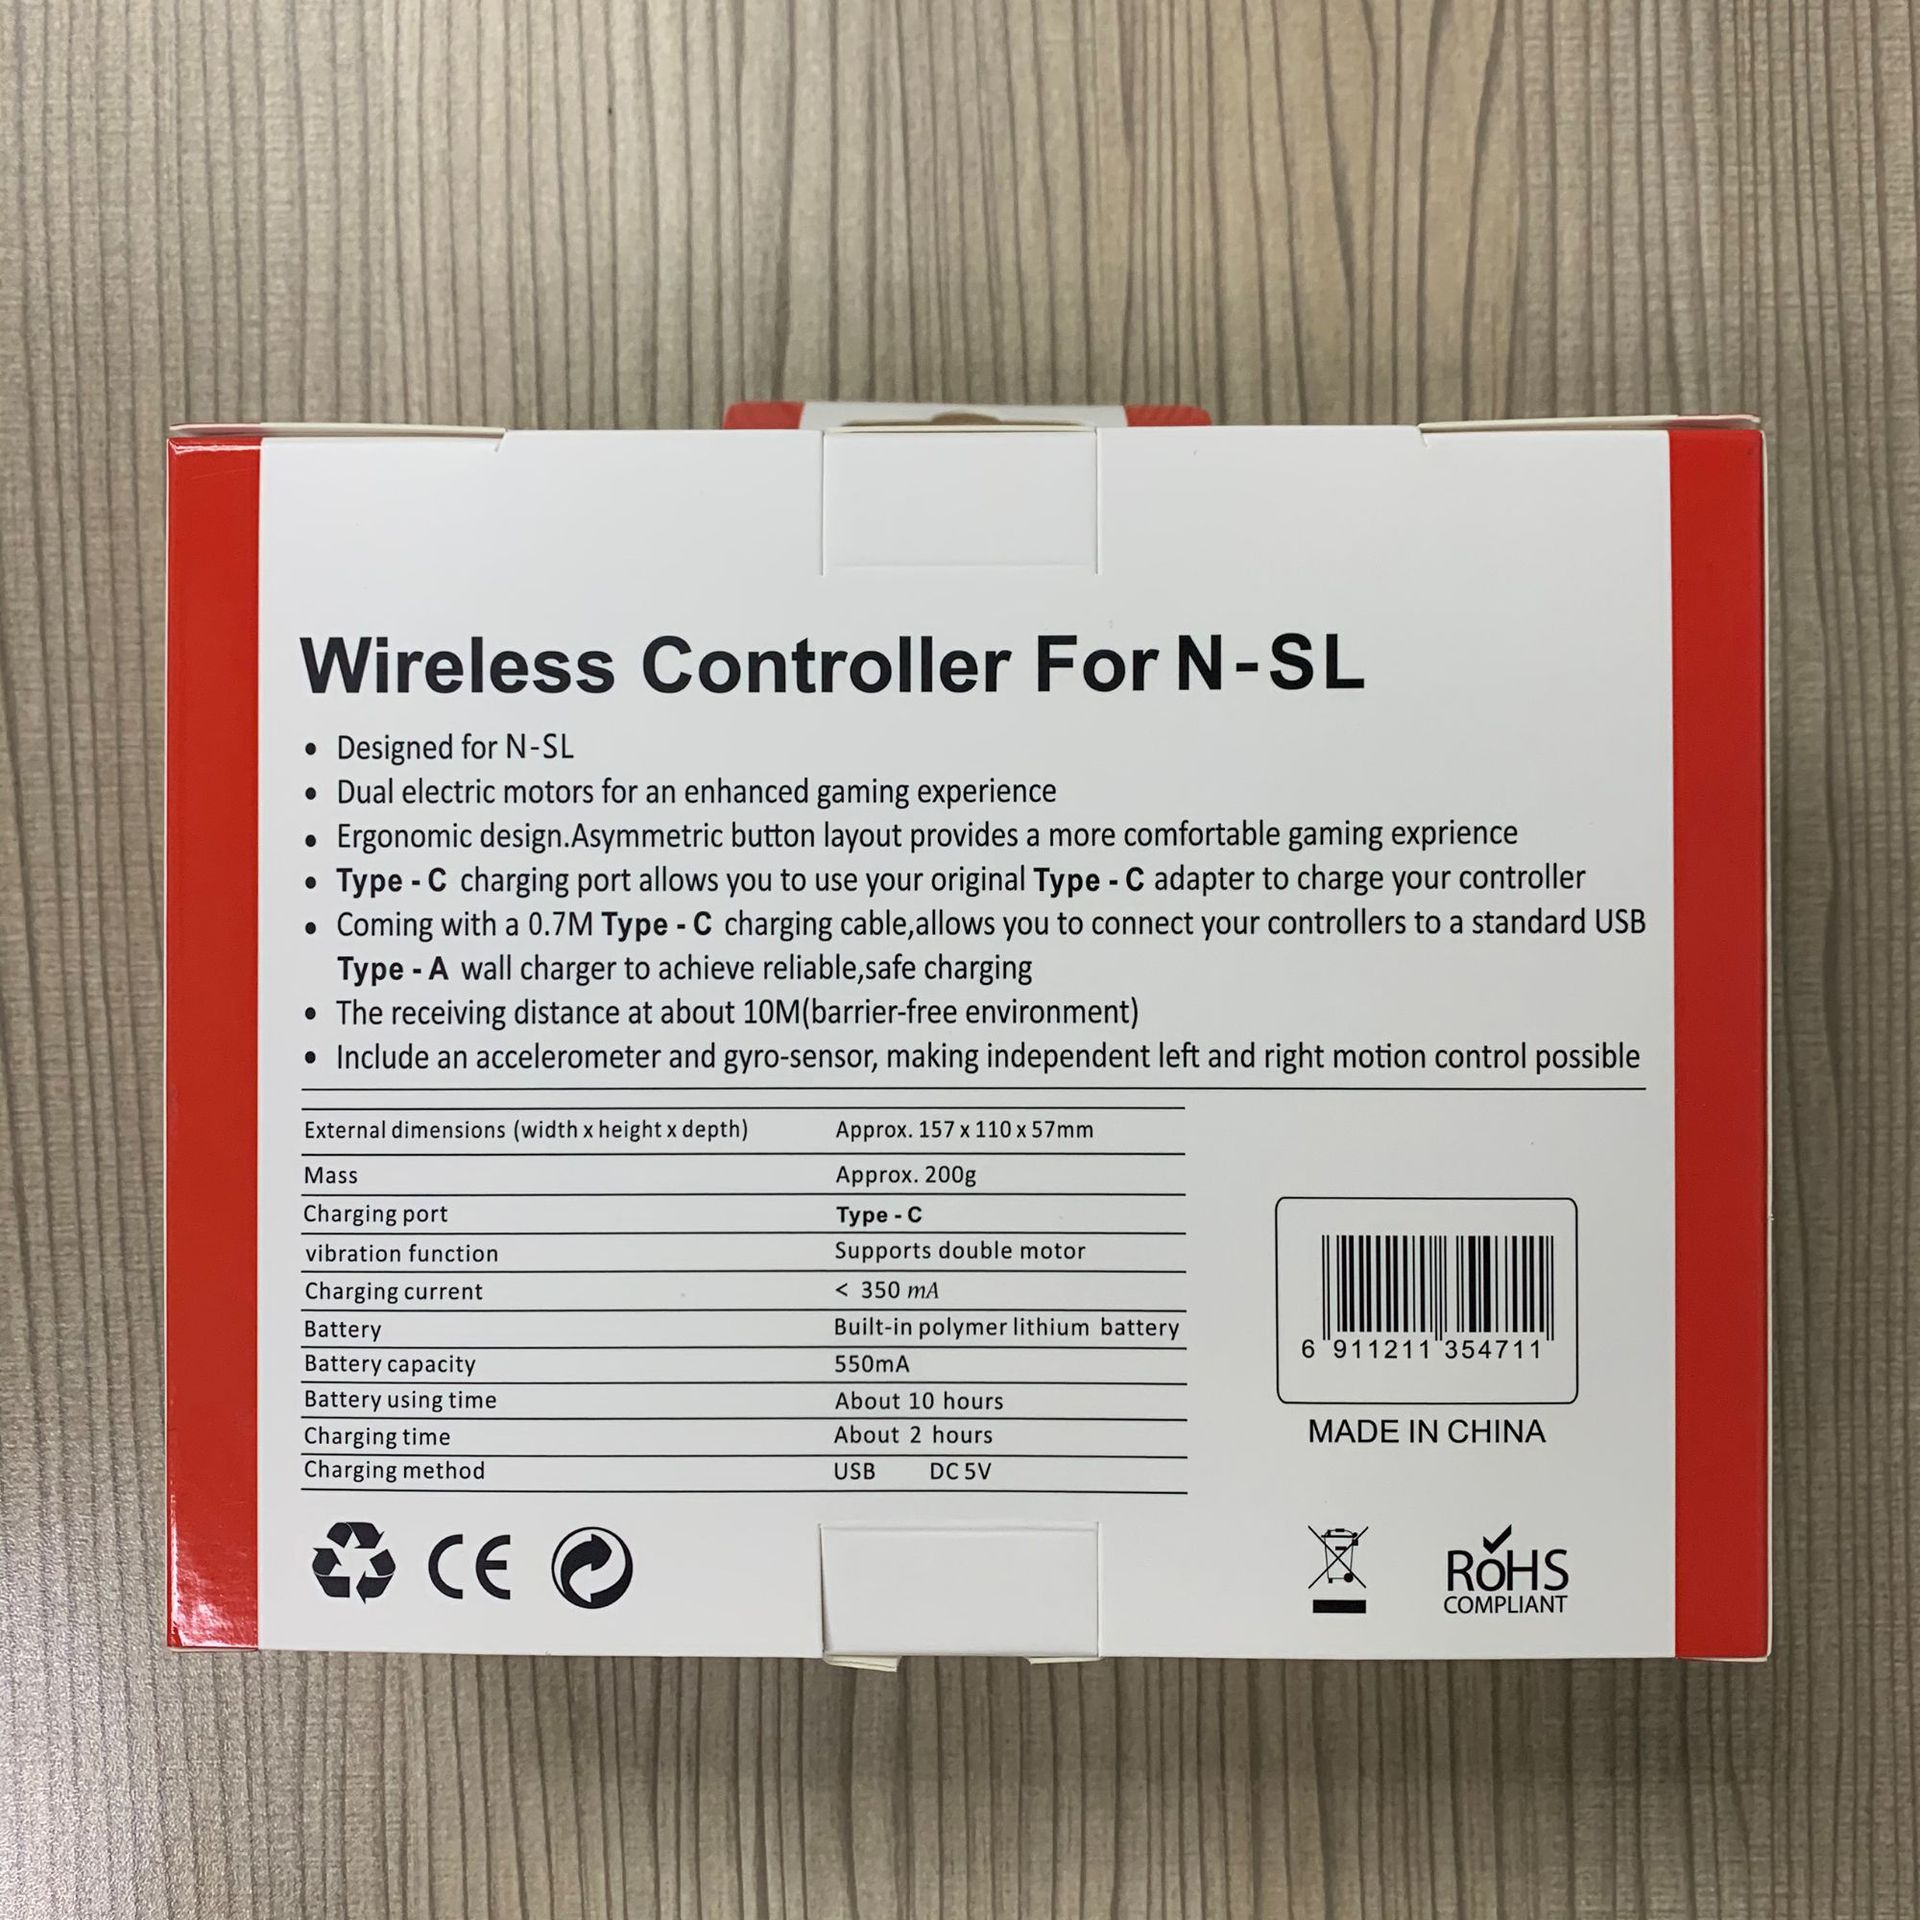 Wireless Controller For N-SL
• Designed for N-SL
• Dual electric motors for an enhanced gaming experience
• Ergonomic design.Asymmetric button layout provides a more comfortable gaming exprience
• Type - C charging port allows you to use your original Type - C adapter to charge your controller
• Coming with a 0.7M Type - C charging cable,allows you to connect your controllers to a standard USB
Type - A wall charger to achieve reliable,safe charging
• The receiving distance at about 10M(barrier-free environment)
• Include an accelerometer and gyro-sensor, making independent left and right motion control possible
External dimensions (width x height x depth) Approx. 157 x 110 x 57mm
Mass Approx. 200g
Charging port Type - C
vibration function Supports double motor
Charging current < 350 mA
Battery Built-in polymer lithium battery
Battery capacity 550mA
Battery using time About 10 hours
Charging time About 2 hours
Charging method USB DC 5V
6 911211 354711
MADE IN CHINA
CE
RoHS
COMPLIANT